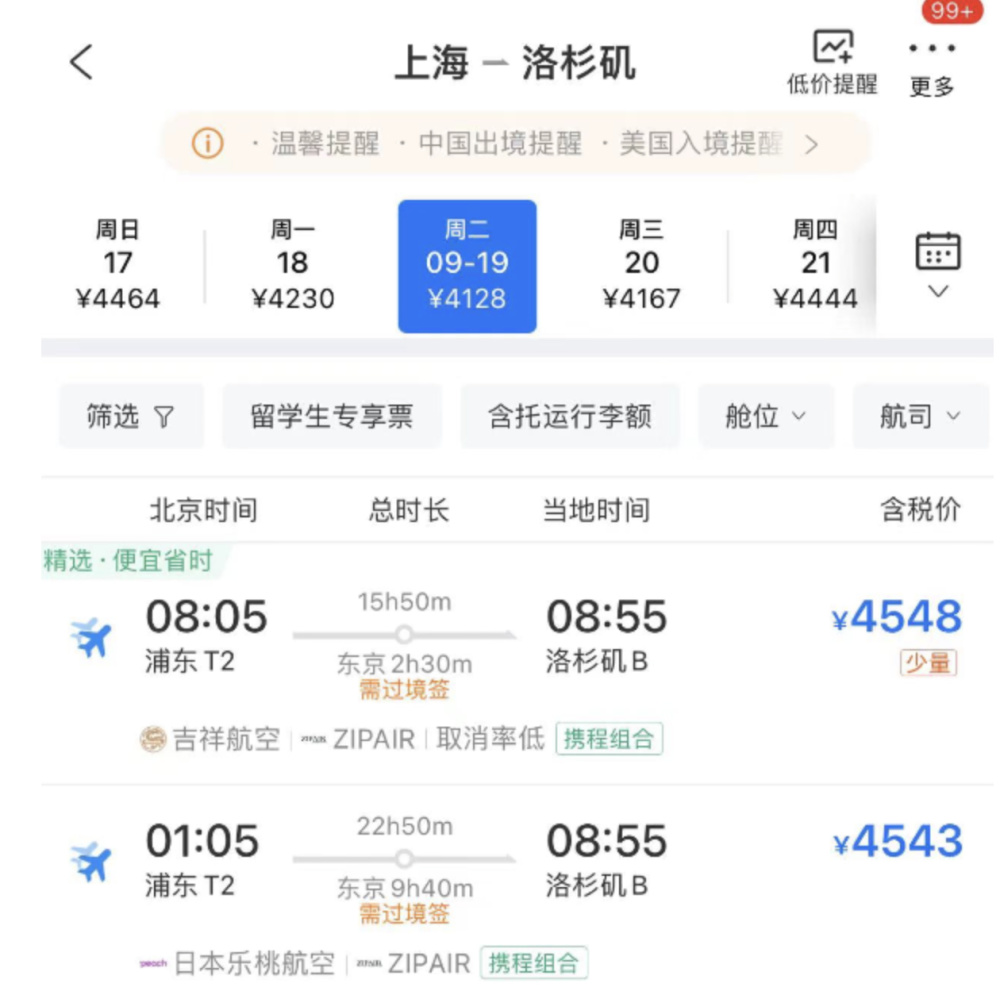 99+
上海 — 洛杉矶
低价提醒
更多
· 温馨提醒 · 中国出境提醒 · 美国入境提醒
周日 周一 周二 周三 周四
17 18 09-19 20 21
¥4464 ¥4230 ¥4128 ¥4167 ¥4444
筛选 留学生专享票 含托运行李额 舱位 航司
北京时间 总时长 当地时间 含税价
精选·便宜省时
08:05 15h50m 08:55 ¥4548
浦东 T2 东京 2h30m 洛杉矶 B 少量
需过境签
吉祥航空 | ZIPAIR ZIPAIR | 取消率低 携程组合
01:05 22h50m 08:55 ¥4543
浦东 T2 东京 9h40m 洛杉矶 B
需过境签
peach 日本乐桃航空 | ZIPAIR ZIPAIR 携程组合